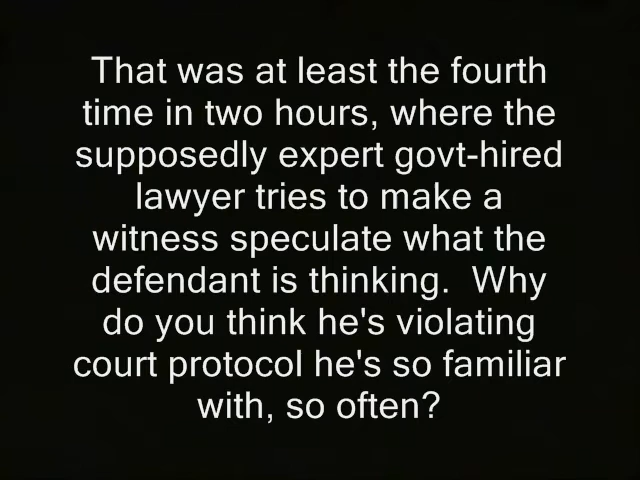 That was at least the fourth
time in two hours, where the
supposedly expert govt-hired
lawyer tries to make a
witness speculate what the
defendant is thinking.  Why
do you think he's violating
court protocol he's so familiar
with, so often?